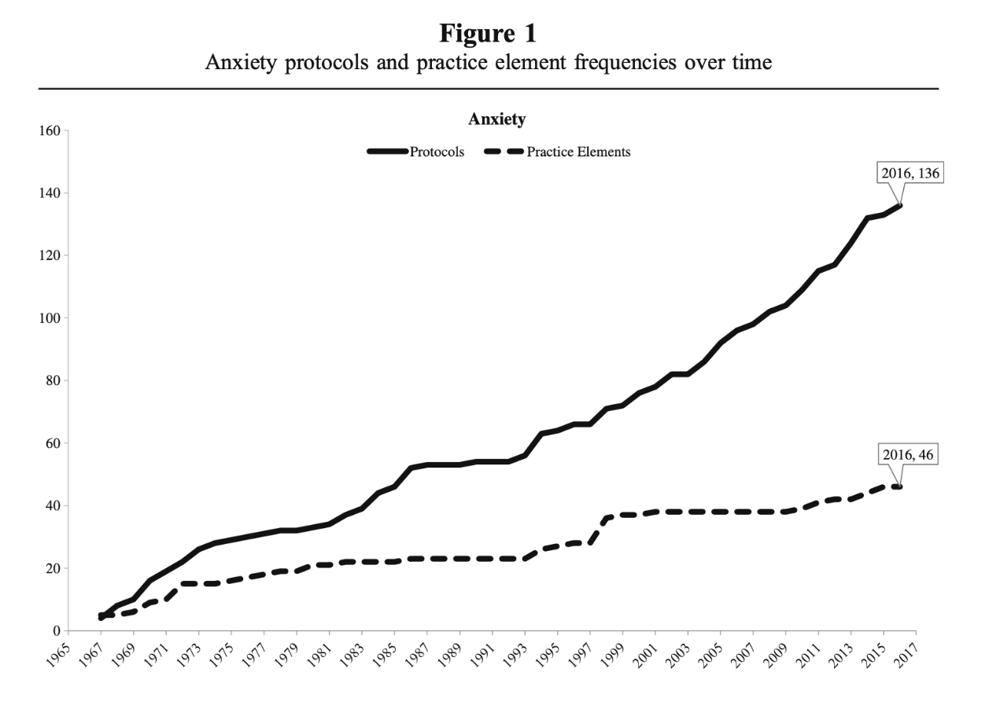 Figure 1
Anxiety protocols and practice element frequencies over time
Anxiety
Protocols Practice Elements
160
140
120
100
80
60
40
20
0
2016, 136
2016, 46
1965 1967 1969 1971 1973 1975 1977 1979 1981 1983 1985 1987 1989 1991 1993 1995 1997 1999 2001 2003 2005 2007 2009 2011 2013 2015 2017